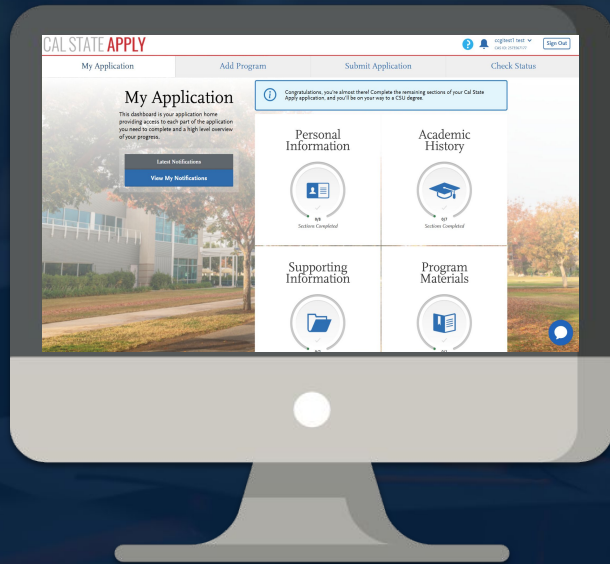 CAL STATE APPLY
ccgitest1 test
Sign Out
My Application
Add Program
Submit Application
Check Status
My Application
This dashboard is your application home
providing access to each part of the application
you need to complete and a high level overview
of your progress.
Latest Notifications
View My Notifications
Congratulations, you're almost there! Complete the remaining sections of your Cal State
Apply application, and you'll be on your way to a CSU degree.
Personal
Information
Sections Completed
Academic
History
Sections Completed
Supporting
Information
Program
Materials